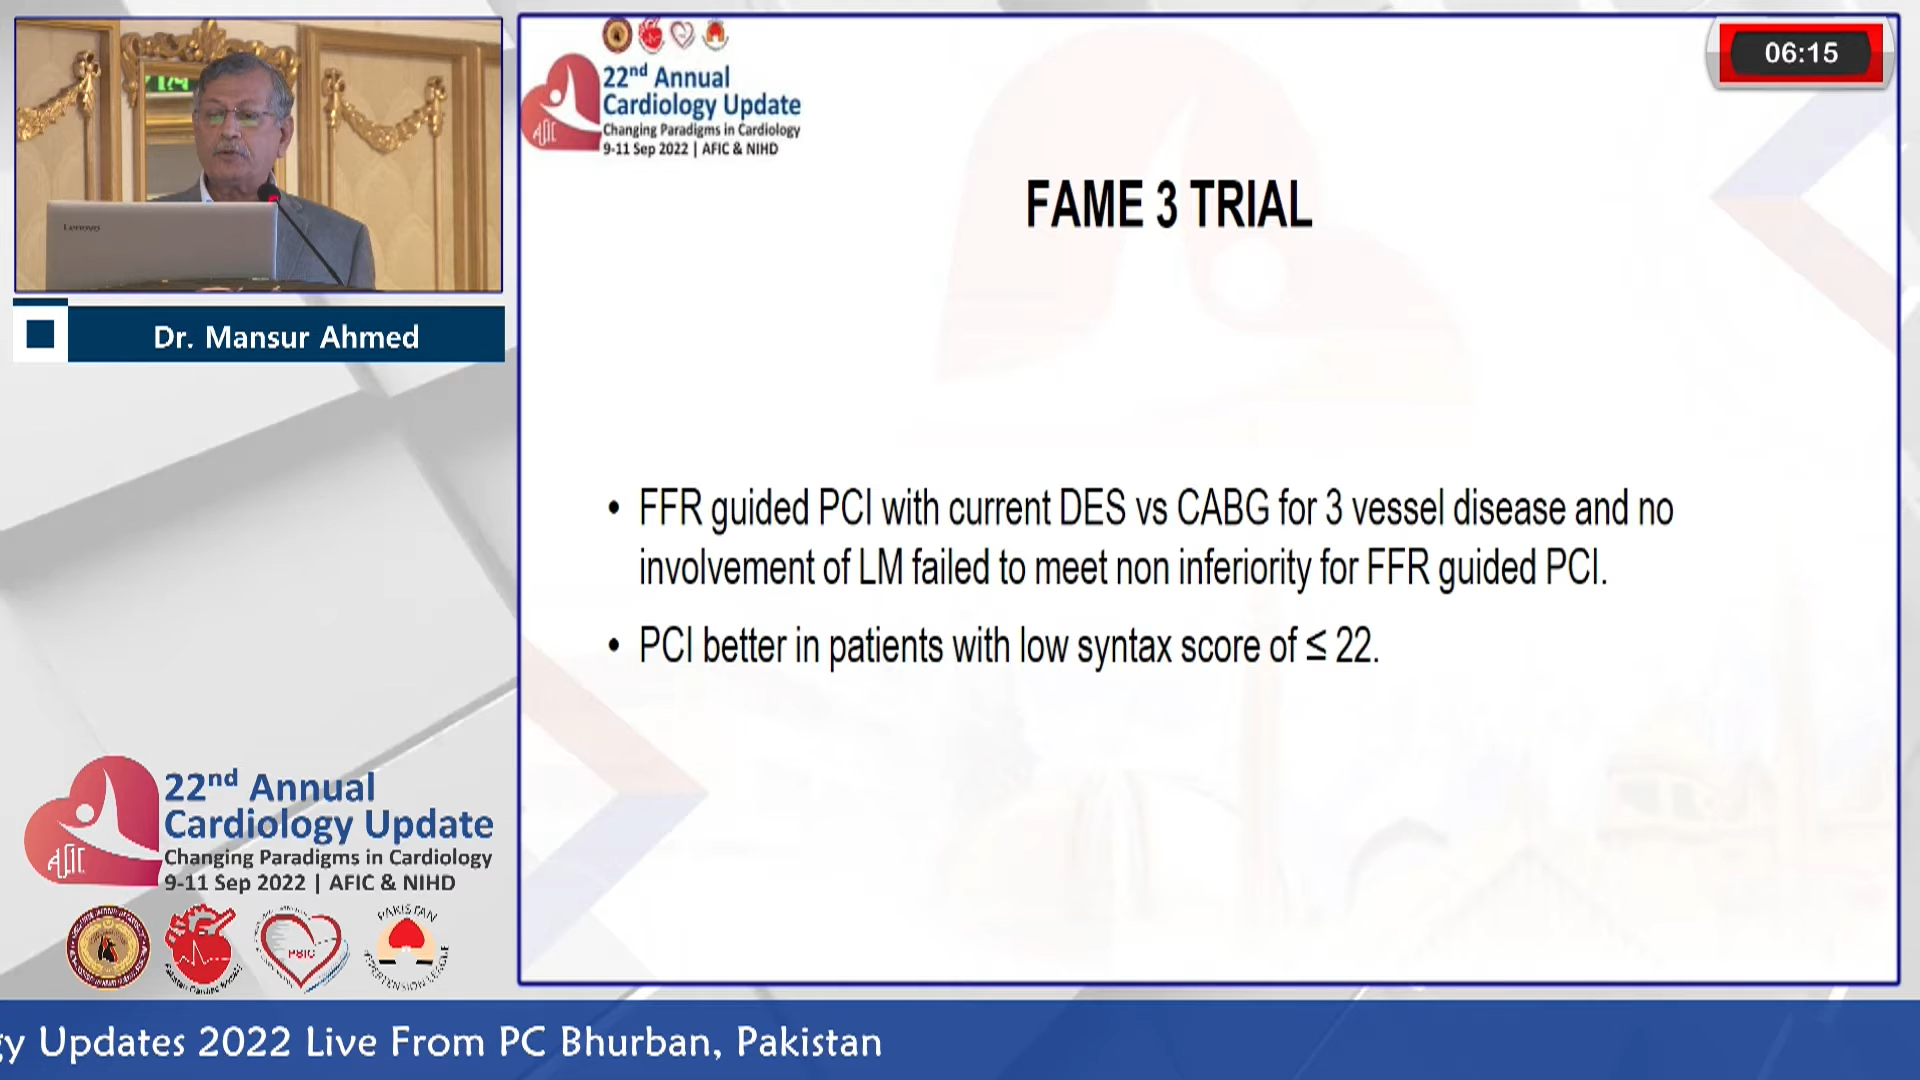 Lenovo
Dr. Mansur Ahmed
22nd Annual
Cardiology Update
Changing Paradigms in Cardiology
9-11 Sep 2022 | AFIC & NIHD
06:15
FAME 3 TRIAL
• FFR guided PCI with current DES vs CABG for 3 vessel disease and no
involvement of LM failed to meet non inferiority for FFR guided PCI.
• PCI better in patients with low syntax score of ≤ 22.
22nd Annual
Cardiology Update
Changing Paradigms in Cardiology
9-11 Sep 2022 | AFIC & NIHD
PAKISTAN
HYPERTENSION LEAGUE
gy Updates 2022 Live From PC Bhurban, Pakistan